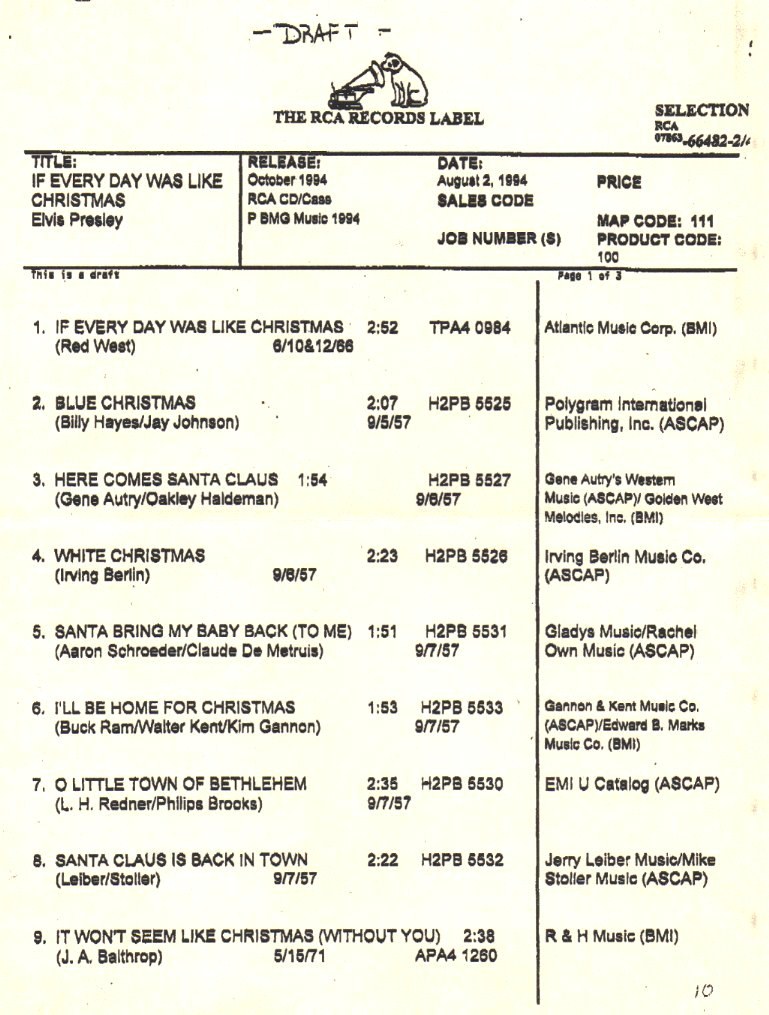 - DRAFT -
THE RCA RECORDS LABEL
SELECTION
RCA
07863-66482-2/4
TITLE:
IF EVERY DAY WAS LIKE
CHRISTMAS
Elvis Presley
RELEASE:
October 1994
RCA CD/Cass
P BMG Music 1994
DATE:
August 2, 1994
SALES CODE
JOB NUMBER (S)
PRICE
MAP CODE: 111
PRODUCT CODE:
100
This is a draft
Page 1 of 3
1. IF EVERY DAY WAS LIKE CHRISTMAS 2:52 TPA4 0984 Atlantic Music Corp. (BMI)
(Red West) 6/10&12/66
2. BLUE CHRISTMAS 2:07 H2PB 5525 Polygram International
(Billy Hayes/Jay Johnson) 9/5/57 Publishing, Inc. (ASCAP)
3. HERE COMES SANTA CLAUS 1:54 H2PB 5527 Gene Autry's Western
(Gene Autry/Oakley Haldeman) 9/6/57 Music (ASCAP)/ Golden West
Melodies, Inc. (BMI)
4. WHITE CHRISTMAS 2:23 H2PB 5526 Irving Berlin Music Co.
(Irving Berlin) 9/6/57 (ASCAP)
5. SANTA BRING MY BABY BACK (TO ME) 1:51 H2PB 5531 Gladys Music/Rachel
(Aaron Schroeder/Claude De Metruis) 9/7/57 Own Music (ASCAP)
6. I'LL BE HOME FOR CHRISTMAS 1:53 H2PB 5533 Gannon & Kent Music Co.
(Buck Ram/Walter Kent/Kim Gannon) 9/7/57 (ASCAP)/Edward B. Marks
Music Co. (BMI)
7. O LITTLE TOWN OF BETHLEHEM 2:35 H2PB 5530 EMI U Catalog (ASCAP)
(L. H. Redner/Philips Brooks) 9/7/57
8. SANTA CLAUS IS BACK IN TOWN 2:22 H2PB 5532 Jerry Leiber Music/Mike
(Leiber/Stoller) 9/7/57 Stoller Music (ASCAP)
9. IT WON'T SEEM LIKE CHRISTMAS (WITHOUT YOU) 2:38 R & H Music (BMI)
(J. A. Balthrop) 5/15/71 APA4 1260
10